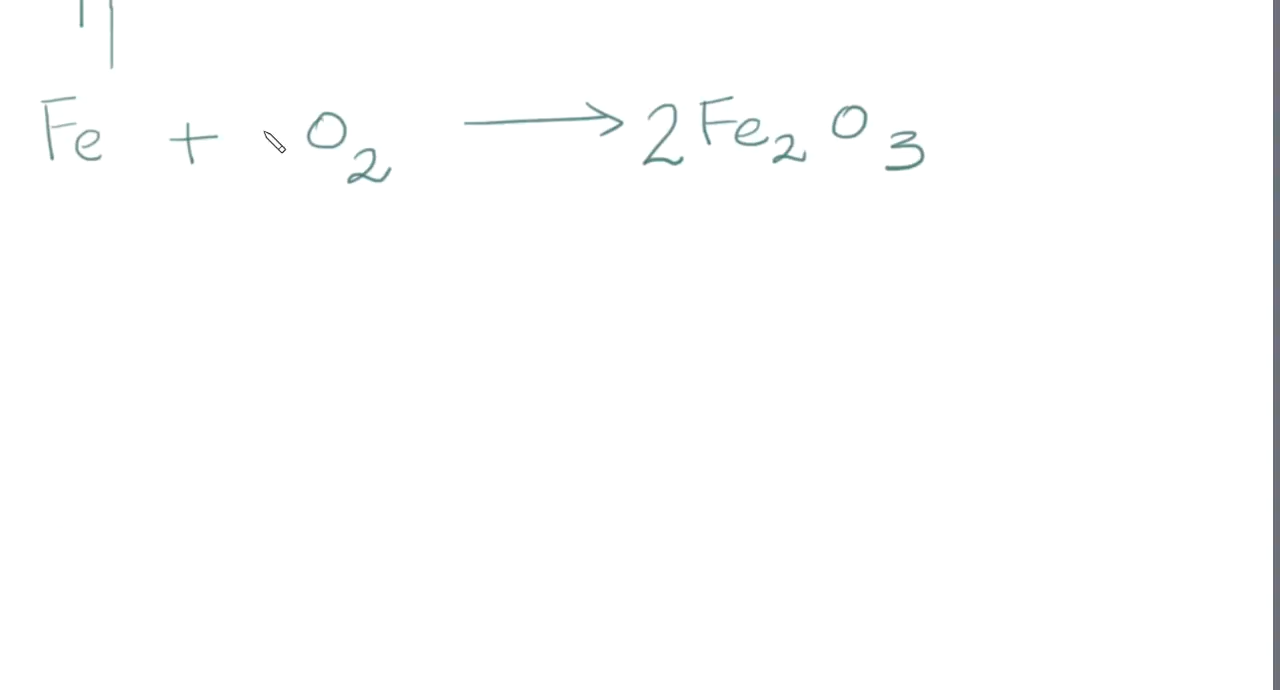 Fe + O₂ ⟶ 2Fe₂O₃